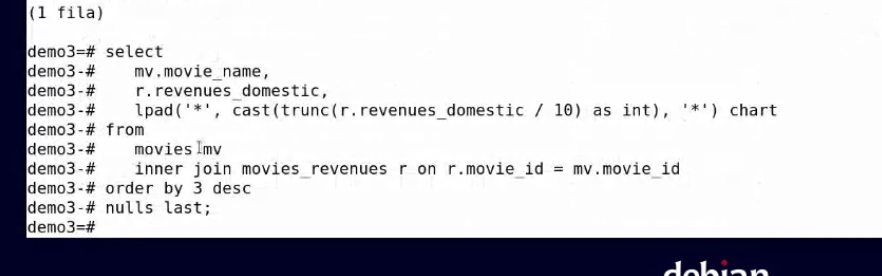 (1 fila)
demo3=# select
demo3-#    mv.movie_name,
demo3-#    r.revenues_domestic,
demo3-#    lpad('*', cast(trunc(r.revenues_domestic / 10) as int), '*') chart
demo3-# from
demo3-#    movies mv
demo3-#    inner join movies_revenues r on r.movie_id = mv.movie_id
demo3-# order by 3 desc
demo3-# nulls last;
demo3=#
debian